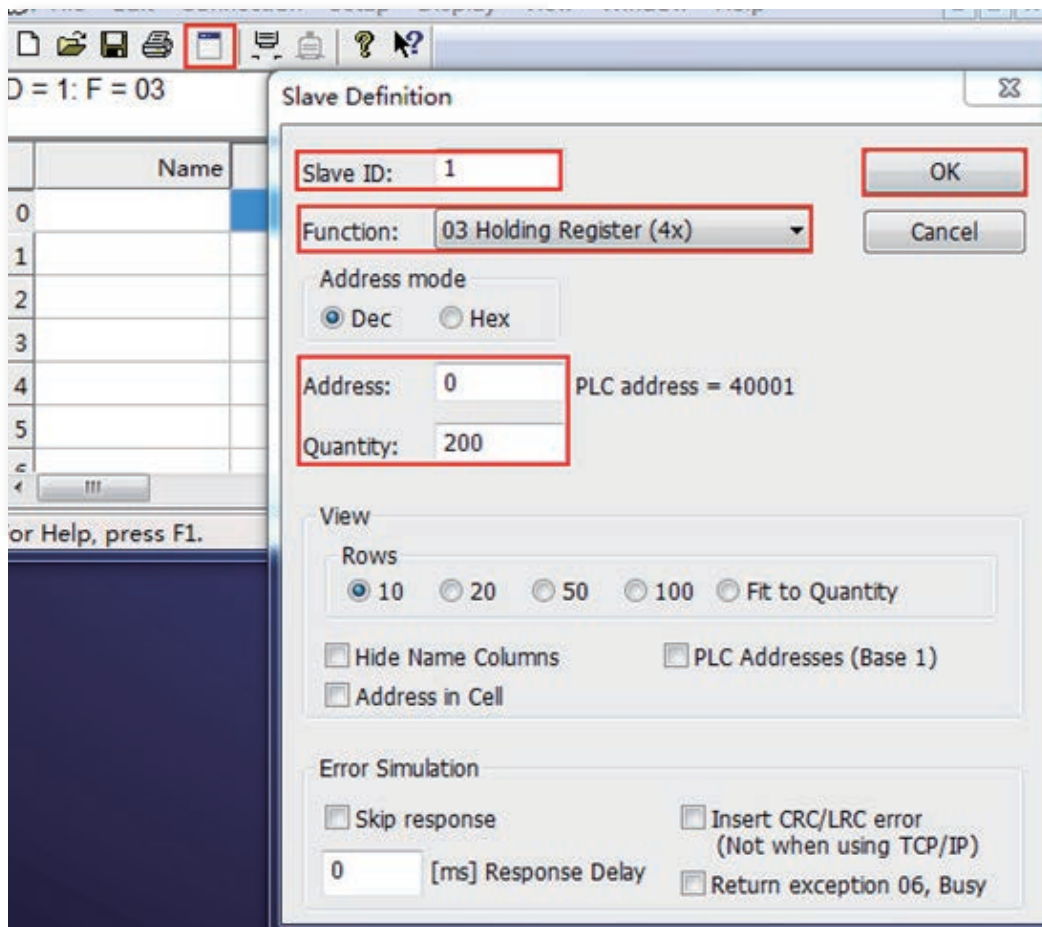 D = 1: F = 03
Slave Definition
Name
0
1
2
3
4
5
or Help, press F1.
Slave ID: 1
OK
Function: 03 Holding Register (4x)
Cancel
Address mode
Dec Hex
Address: 0 PLC address = 40001
Quantity: 200
View
Rows
10 20 50 100 Fit to Quantity
Hide Name Columns PLC Addresses (Base 1)
Address in Cell
Error Simulation
Skip response Insert CRC/LRC error
(Not when using TCP/IP)
0 [ms] Response Delay
Return exception 06, Busy